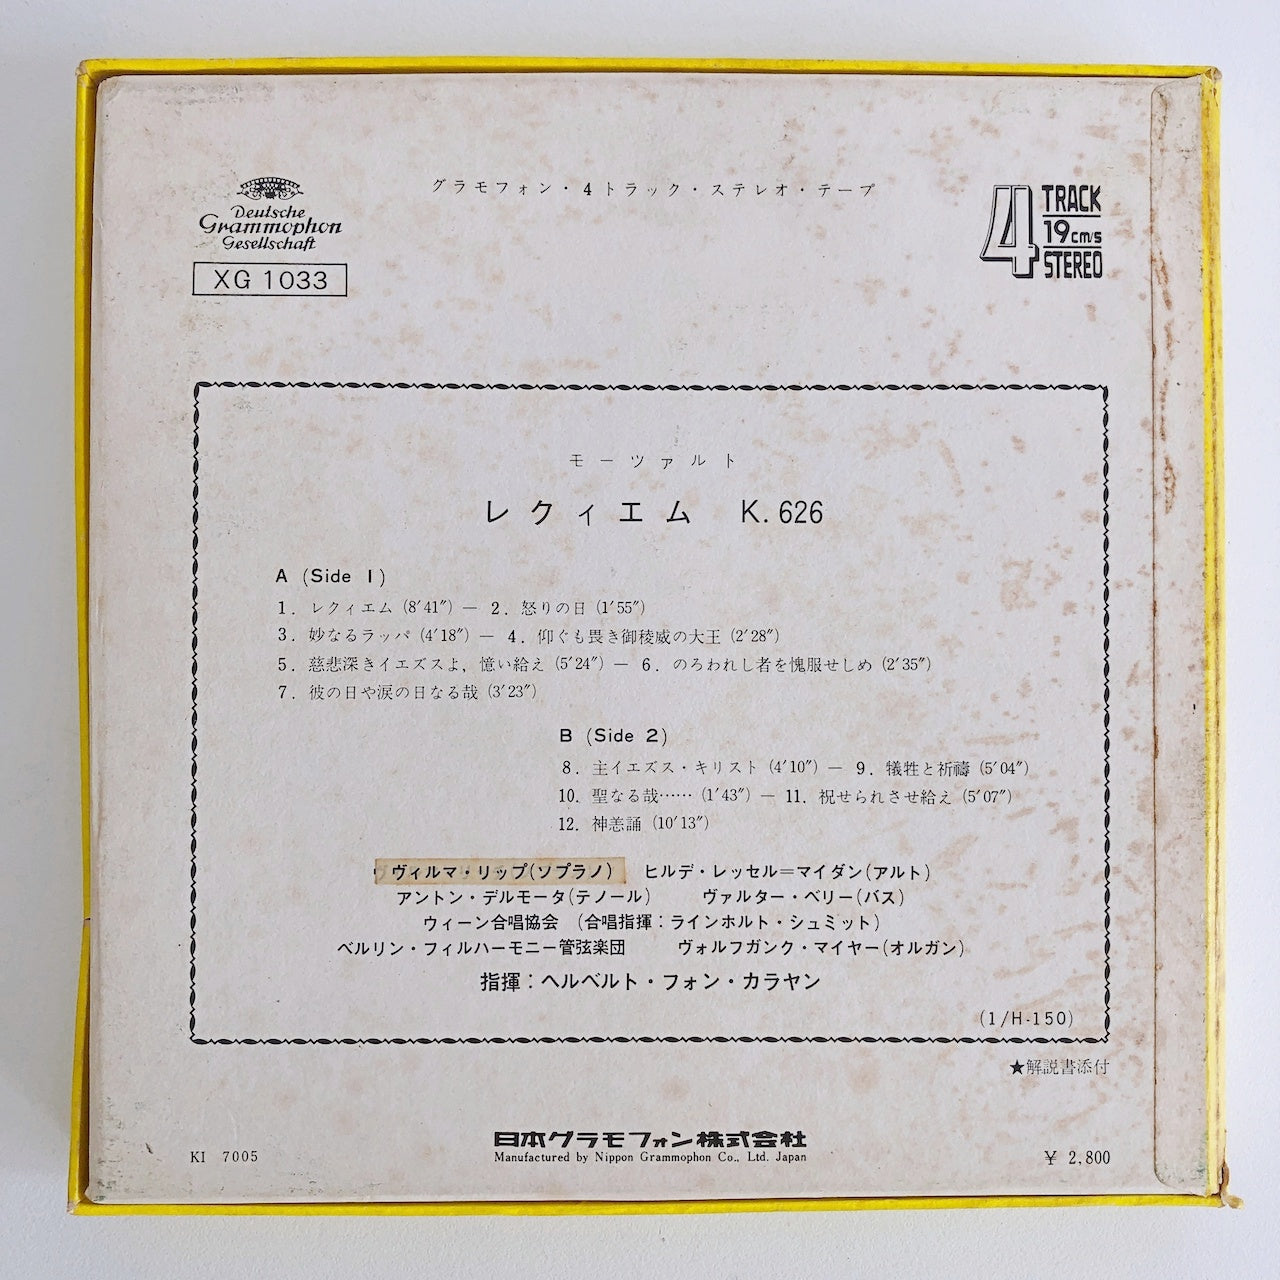 Deutsche
Grammophon
Gesellschaft
XG 1033
グラモフォン・4トラック・ステレオ・テープ
4 TRACK
19cm/s
STEREO
モーツァルト
レクィエム K. 626
A (Side 1)
1. レクィエム (8′41″) — 2. 怒りの日 (1′55″)
3. 妙なるラッパ (4′18″) — 4. 仰ぐも畏き御稜威の大王 (2′28″)
5. 慈悲深きイエズスよ, 憶い給え (5′24″) — 6. のろわれし者を愧服せしめ (2′35″)
7. 彼の日や涙の日なる哉 (3′23″)
B (Side 2)
8. 主イエズス・キリスト (4′10″) — 9. 犠牲と祈禱 (5′04″)
10. 聖なる哉…… (1′43″) — 11. 祝せられさせ給え (5′07″)
12. 神恙誦 (10′13″)
ヴィルマ・リップ(ソプラノ) ヒルデ・レッセル=マイダン(アルト)
アントン・デルモータ(テノール) ヴァルター・ベリー(バス)
ウィーン合唱協会 (合唱指揮:ラインホルト・シュミット)
ベルリン・フィルハーモニー管弦楽団 ヴォルフガンク・マイヤー(オルガン)
指揮:ヘルベルト・フォン・カラヤン
(1/H-150)
★解説書添付
日本グラモフォン株式会社
Manufactured by Nippon Grammophon Co., Ltd. Japan
KI 7005
¥ 2,800